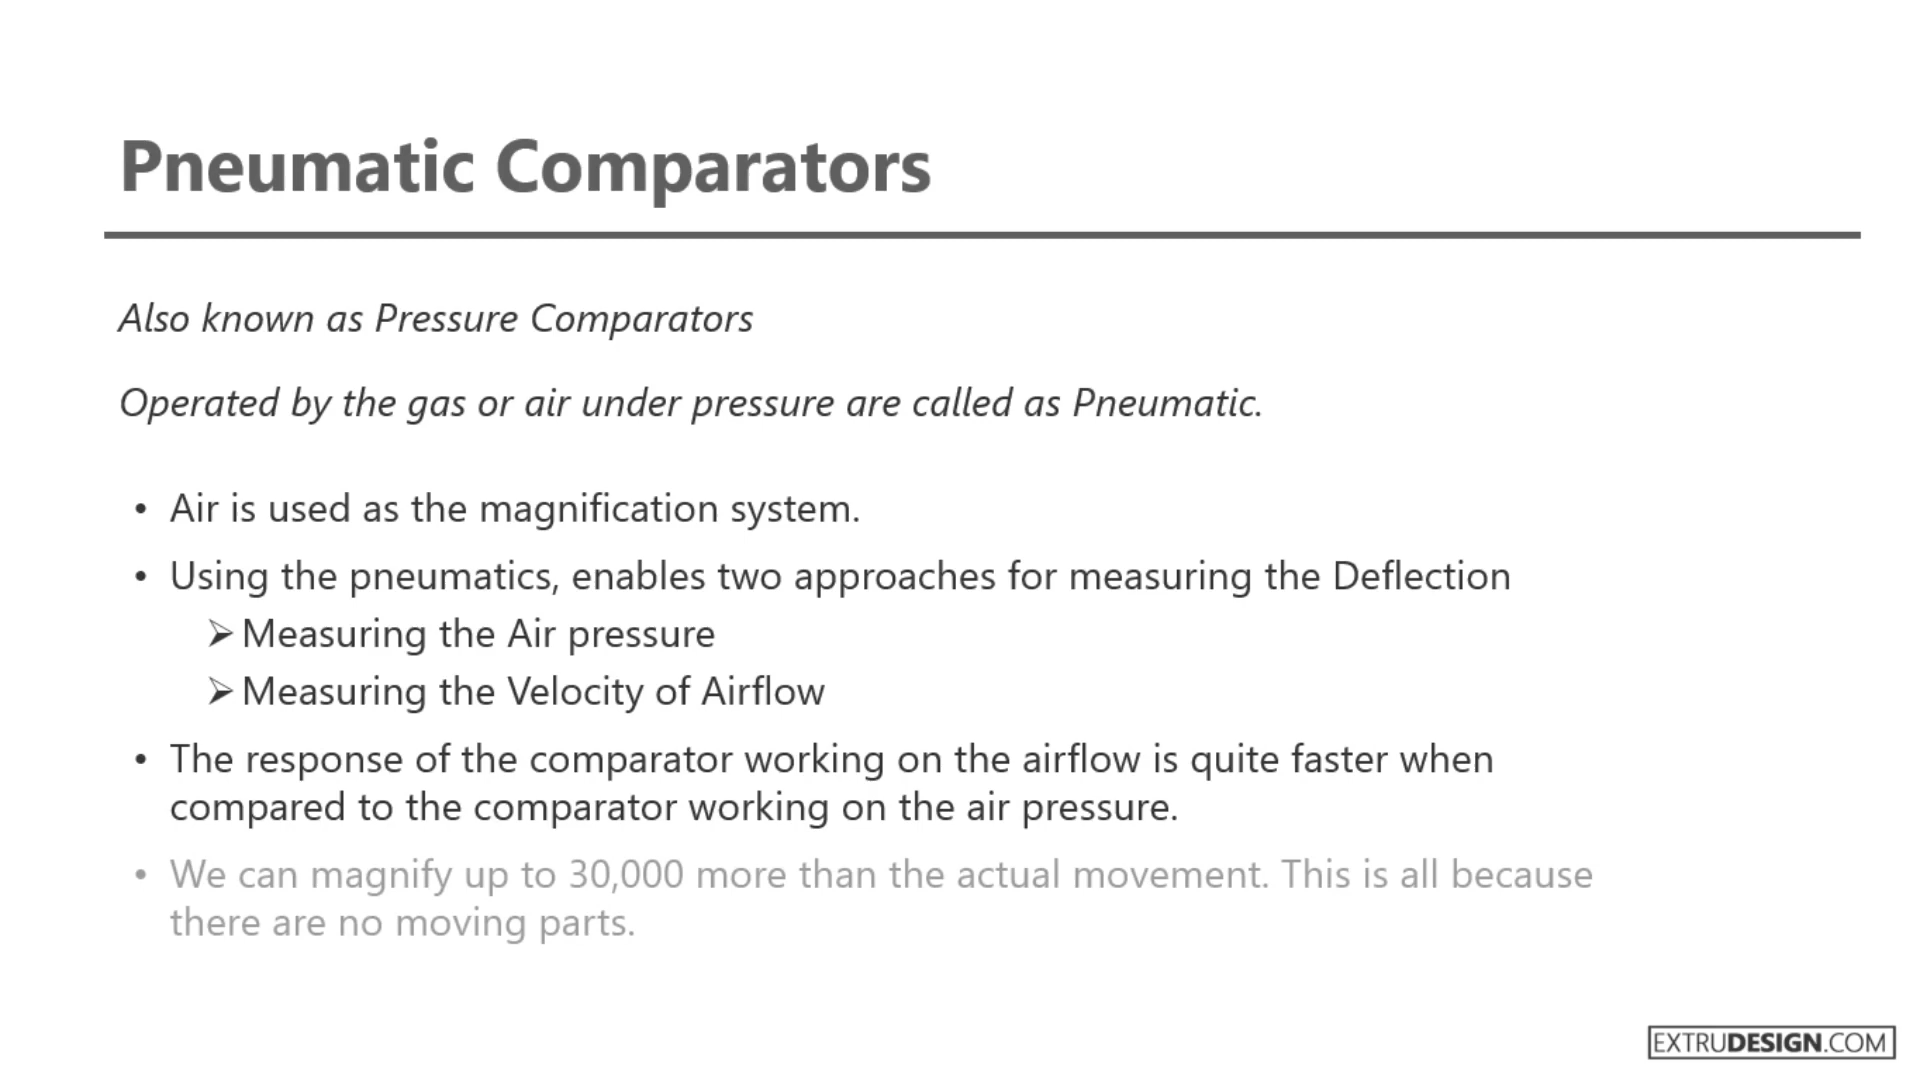 Pneumatic Comparators
Also known as Pressure Comparators
Operated by the gas or air under pressure are called as Pneumatic.
• Air is used as the magnification system.
• Using the pneumatics, enables two approaches for measuring the Deflection
➢ Measuring the Air pressure
➢ Measuring the Velocity of Airflow
• The response of the comparator working on the airflow is quite faster when
compared to the comparator working on the air pressure.
• We can magnify up to 30,000 more than the actual movement. This is all because
there are no moving parts.
EXTRUDESIGN.COM